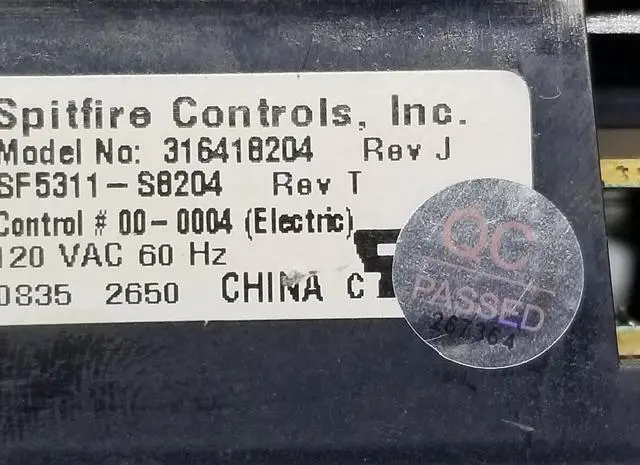 Spitfire Controls, Inc.
Model No: 316418204 Rev J
SF5311-S8204 Rev T
Control # 00-0004 (Electric)
120 VAC 60 Hz
0835 2650 CHINA C
QC
PASSED
267364